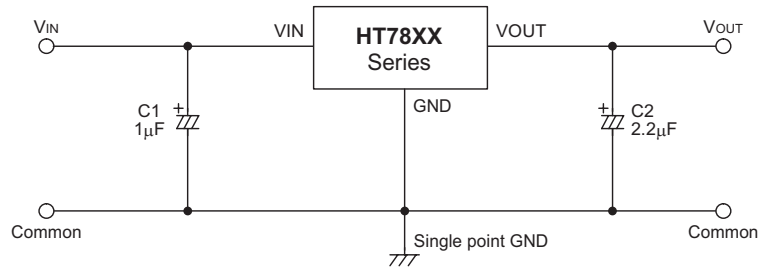 VIN
VIN
HT78XX
Series
VOUT
VOUT
GND
+
C1
1μF
+
C2
2.2μF
Common
Single point GND
Common